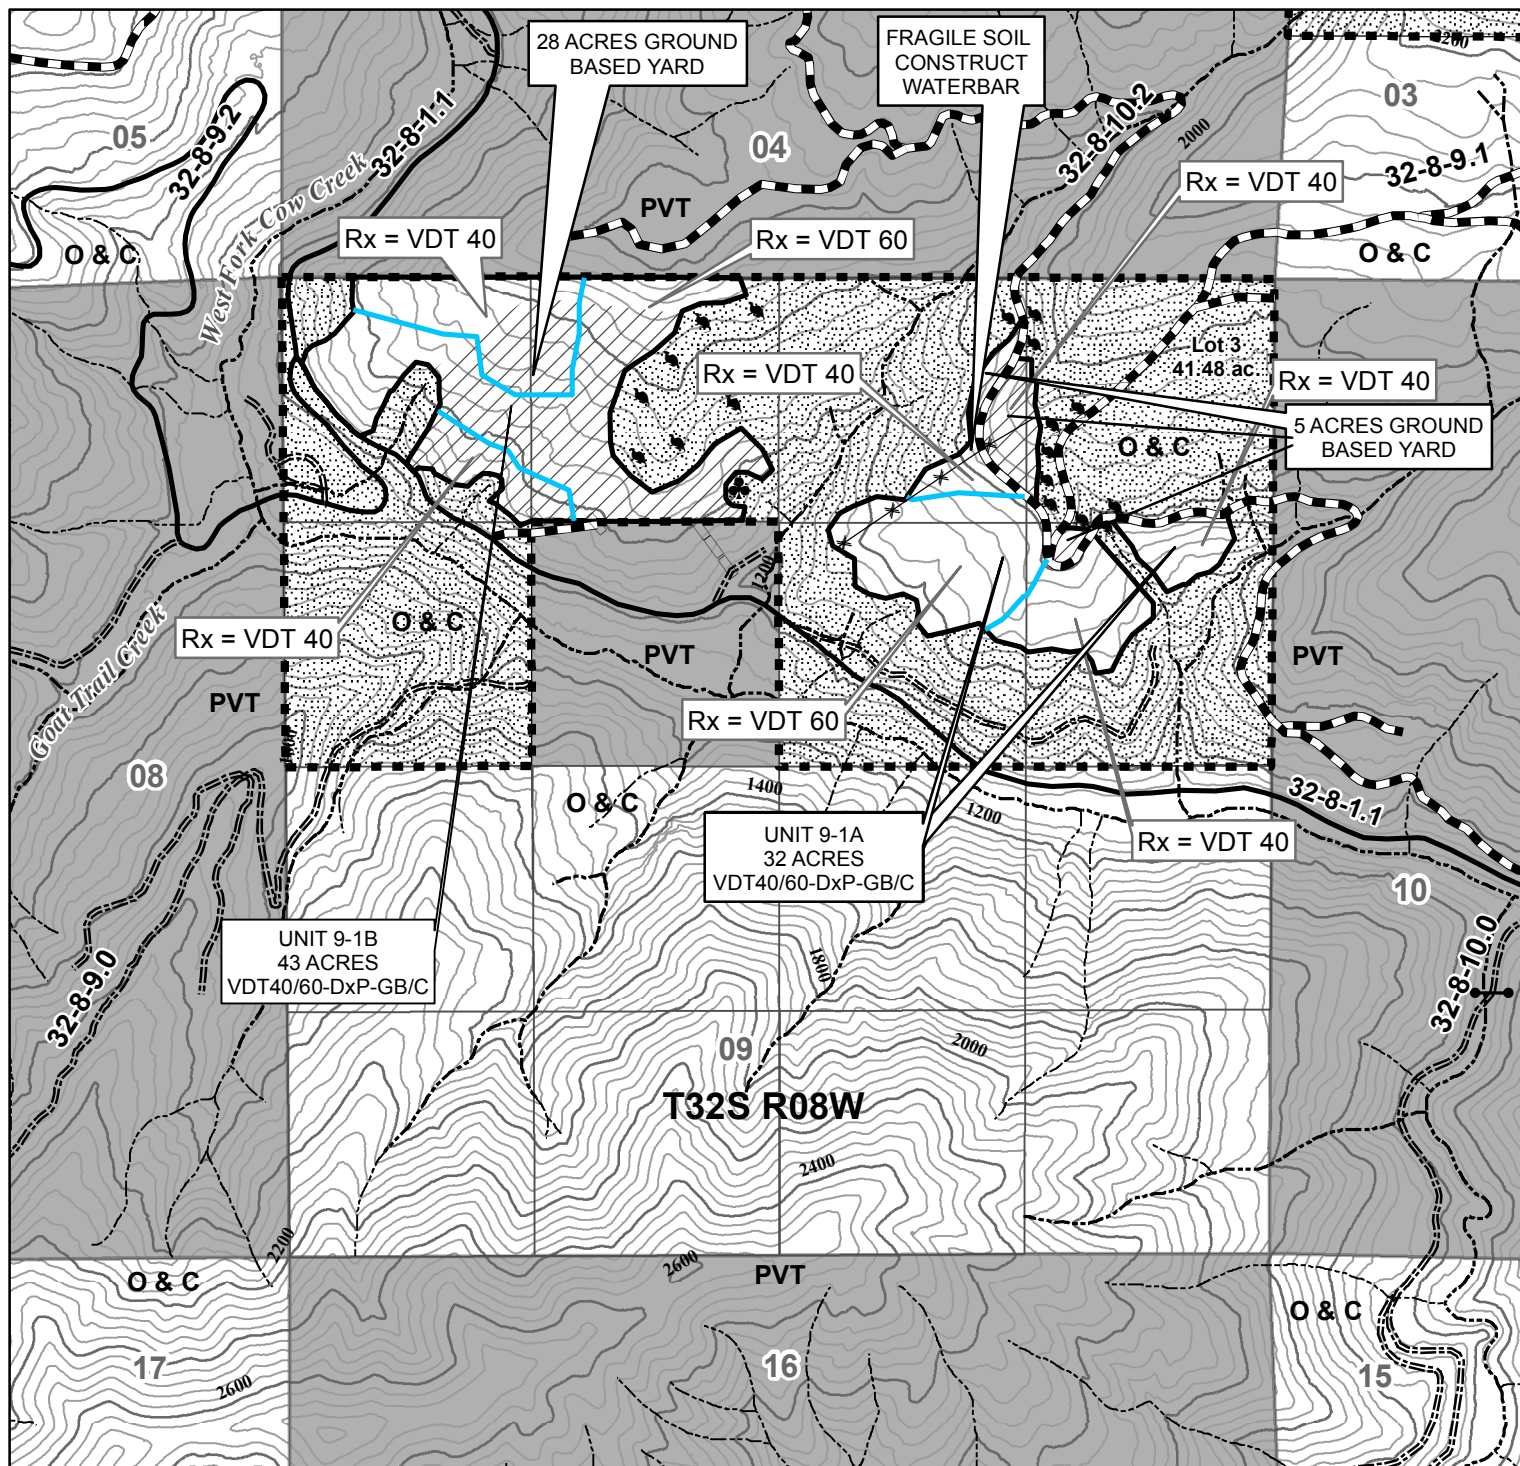 28 ACRES GROUND
BASED YARD
FRAGILE SOIL
CONSTRUCT
WATERBAR
2200
03
05
32-8-9.2
32-8-1.1
04
32-8-10.2
2000
32-8-9.1
Rx = VDT 40
West Fork Cow Creek
PVT
Rx = VDT 40
Rx = VDT 60
O & C
O & C
Lot 3
41.48 ac
Rx = VDT 40
Rx = VDT 40
5 ACRES GROUND
BASED YARD
O & C
1200
Goat Trail Creek
Rx = VDT 40
O & C
PVT
PVT
PVT
Rx = VDT 60
08
1400
32-8-1.1
O & C
1200
UNIT 9-1A
32 ACRES
VDT40/60-DxP-GB/C
Rx = VDT 40
10
UNIT 9-1B
43 ACRES
VDT40/60-DxP-GB/C
1800
32-8-9.0
32-8-10.0
09
2000
T32S R08W
2400
2200
2600
O & C
PVT
O & C
17
16
15
2600